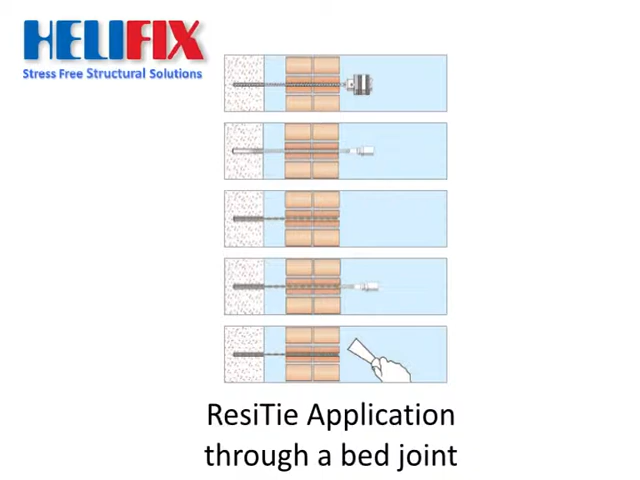 HELIFIX
Stress Free Structural Solutions
ResiTie Application
through a bed joint